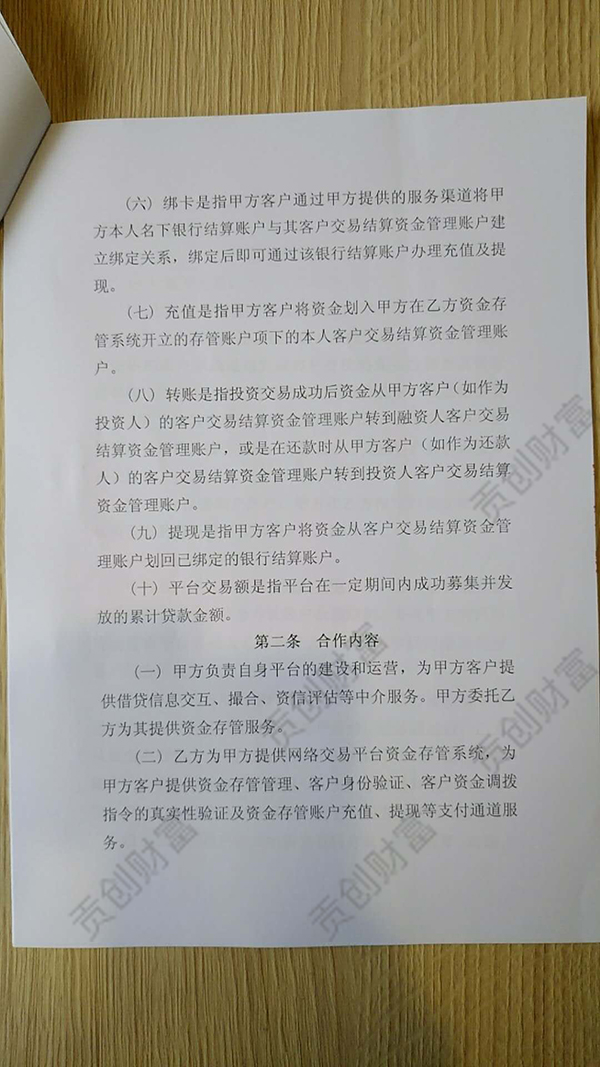 (六) 绑卡是指甲方客户通过甲方提供的服务渠道将甲
方本人名下银行结算账户与其客户交易结算资金管理账户建
立绑定关系，绑定后即可通过该银行结算账户办理充值及提
现。
(七) 充值是指甲方客户将资金划入甲方在乙方资金存
管系统开立的存管账户项下的本人客户交易结算资金管理账
户。
(八) 转账是指投资交易成功后资金从甲方客户(如作为
投资人) 的客户交易结算资金管理账户转到融资人客户交易
结算资金管理账户，或是在还款时从甲方客户 (如作为还款
人) 的客户交易结算资金管理账户转到投资人客户交易结算
资金管理账户。
(九) 提现是指甲方客户将资金从客户交易结算资金管
理账户划回已绑定的银行结算账户。
(十) 平台交易额是指平台在一定期间内成功募集并发
放的累计贷款金额。
第二条 合作内容
(一) 甲方负责自身平台的建设和运营，为甲方客户提
供借贷信息交互、撮合、资信评估等中介服务。甲方委托乙
方为其提供资金存管服务。
(二) 乙方为甲方提供网络交易平台资金存管系统，为
甲方客户提供资金存管管理、客户身份验证、客户资金调拨
指令的真实性验证及资金存管账户充值、提现等支付通道服
务。
贡创财富
贡创财富
贡创财富
贡创财富
贡创财富